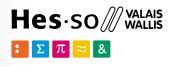 Hes·so VALAIS
WALLIS
: Σ π ≈ &